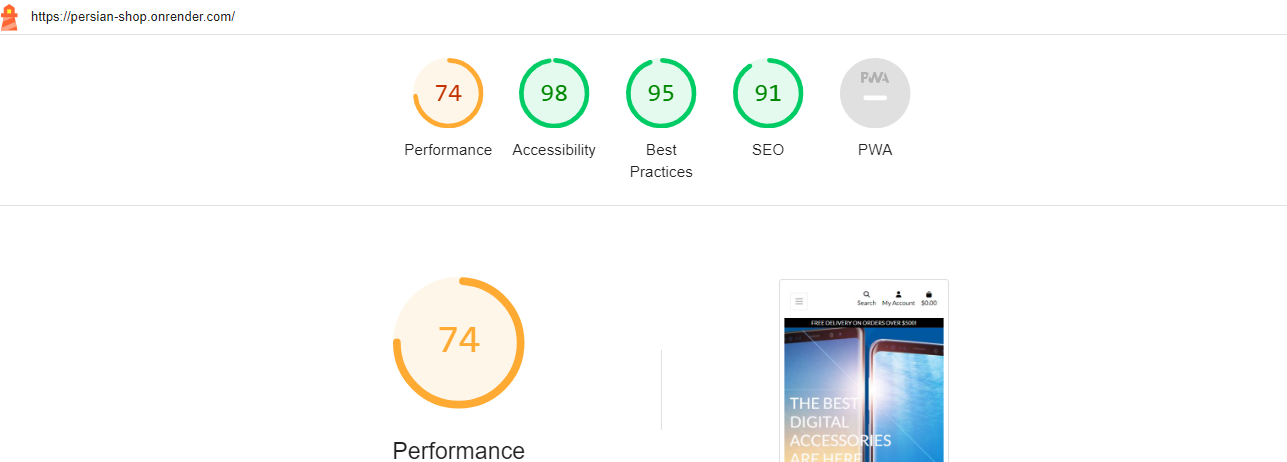 https://persian-shop.onrender.com/
74
98
95
91
PWA
Performance
Accessibility
Best
Practices
SEO
PWA
74
Performance
Search
My Account
$0.00
FREE DELIVERY ON ORDERS OVER $500!
THE BEST
DIGITAL
ACCESSORIES
ARE HERE